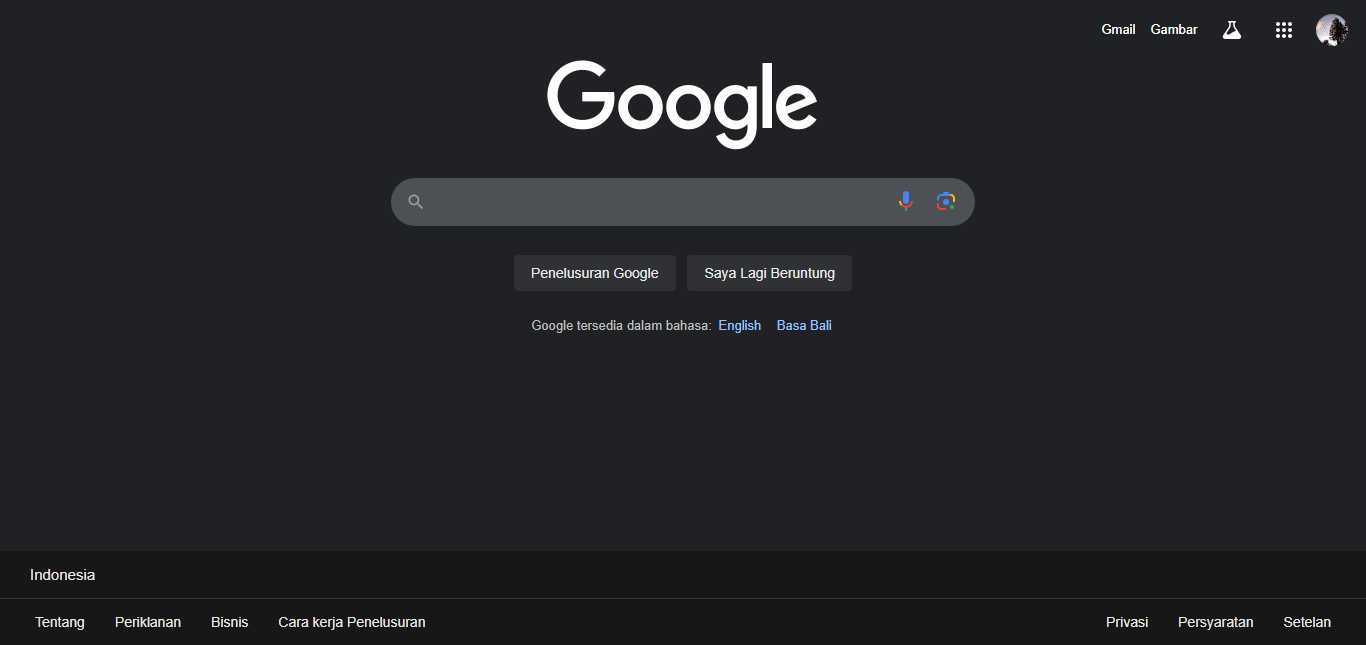 Gmail Gambar
Google
Penelusuran Google Saya Lagi Beruntung
Google tersedia dalam bahasa: English Basa Bali
Indonesia
Tentang Periklanan Bisnis Cara kerja Penelusuran Privasi Persyaratan Setelan